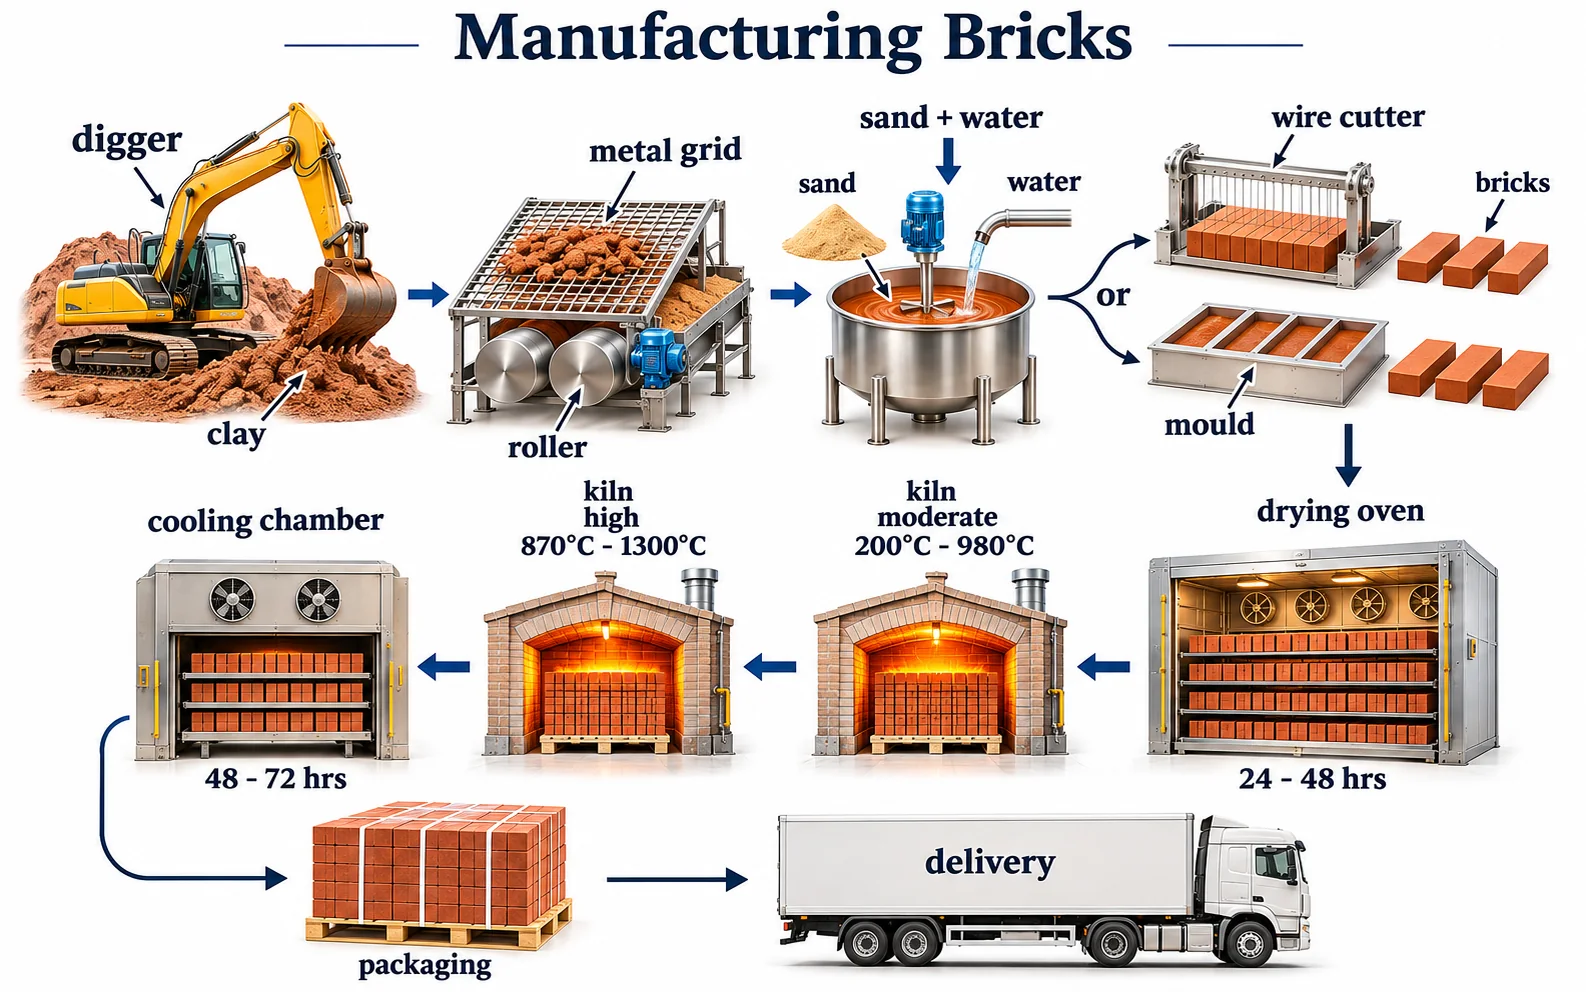 Manufacturing Bricks
digger
clay
metal grid
roller
sand + water
sand
water
or
wire cutter
bricks
mould
drying oven
24 - 48 hrs
kiln
moderate
200°C - 980°C
kiln
high
870°C - 1300°C
cooling chamber
48 - 72 hrs
packaging
delivery